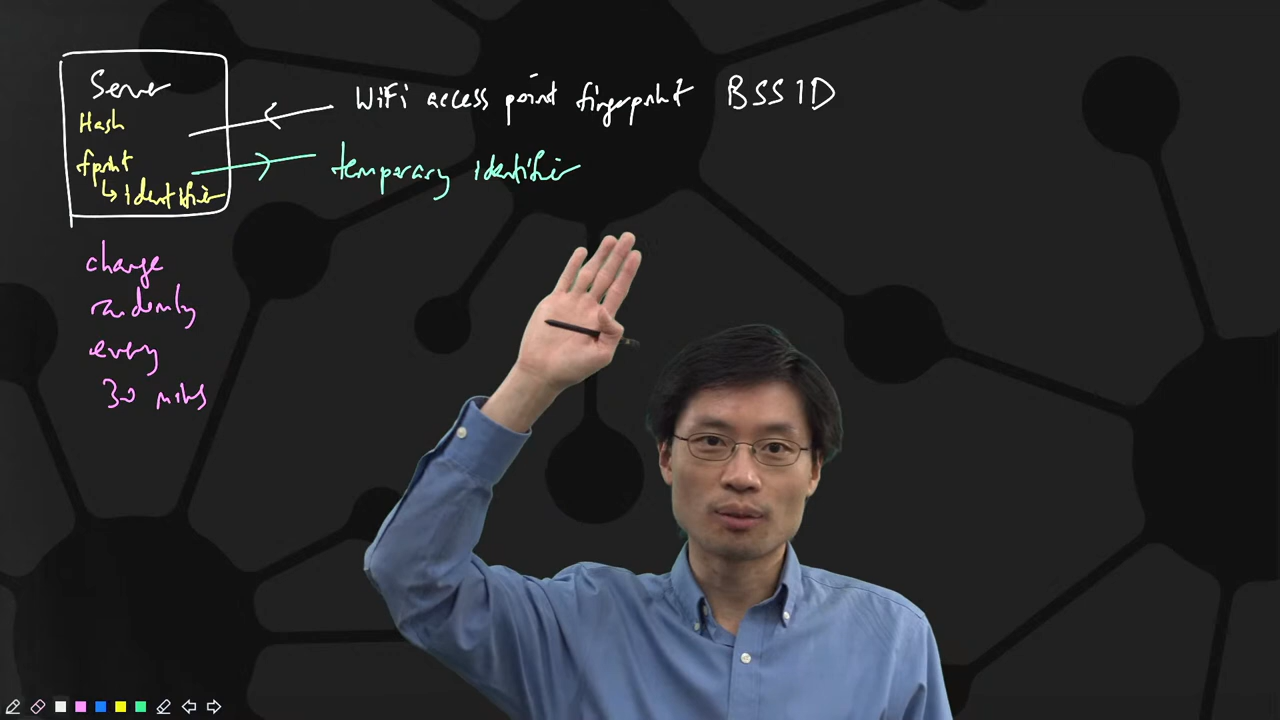 Server
Hash
fprint
↳ identifier
WiFi access point fingerprint BSSID
temporary identifier
change
randomly
every
30 mins